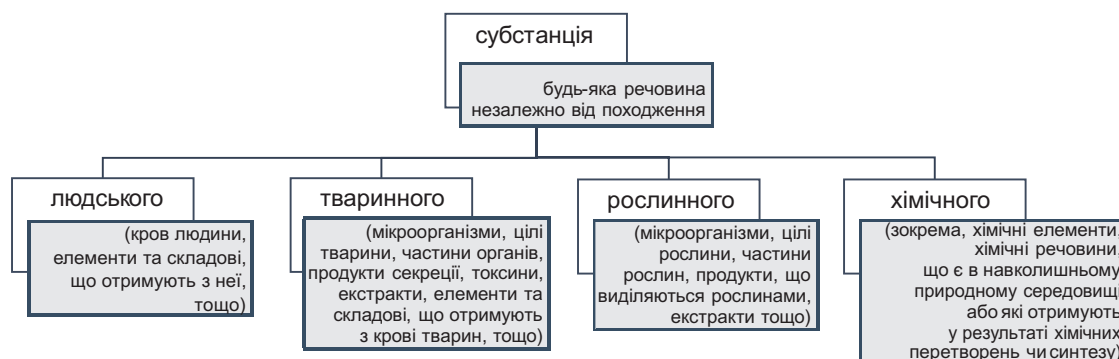 субстанція
будь-яка речовина
незалежно від походження
людського
(кров людини,
елементи та складові,
що отримують з неї,
тощо)
тваринного
(мікроорганізми, цілі
тварини, частини органів,
продукти секреції, токсини,
екстракти, елементи та
складові, що отримують
з крові тварин, тощо)
рослинного
(мікроорганізми, цілі
рослини, частини
рослин, продукти, що
виділяються рослинами,
екстракти тощо)
хімічного
(зокрема, хімічні елементи,
хімічні речовини,
що є в навколишньому
природному середовищі
або які отримують
у результаті хімічних
перетворень чи синтезу)